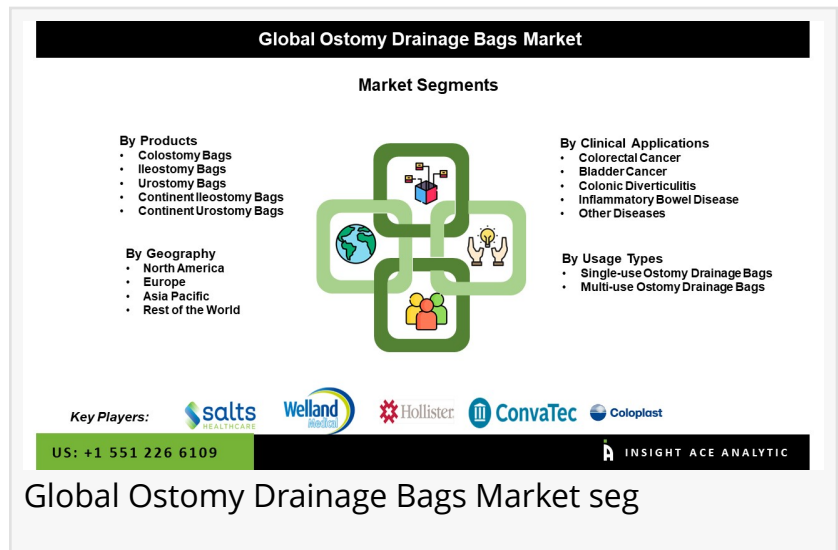 Global Ostomy Drainage Bags Market
Market Segments
By Products
• Colostomy Bags
• Ileostomy Bags
• Urostomy Bags
• Continent Ileostomy Bags
• Continent Urostomy Bags
By Geography
• North America
• Europe
• Asia Pacific
• Rest of the World
By Clinical Applications
• Colorectal Cancer
• Bladder Cancer
• Colonic Diverticulitis
• Inflammatory Bowel Disease
• Other Diseases
By Usage Types
• Single-use Ostomy Drainage Bags
• Multi-use Ostomy Drainage Bags
Key Players:
salts
HEALTHCARE
Welland
Medical
Hollister
ConvaTec
Coloplast
US: +1 551 226 6109
INSIGHT ACE ANALYTIC
Global Ostomy Drainage Bags Market seg